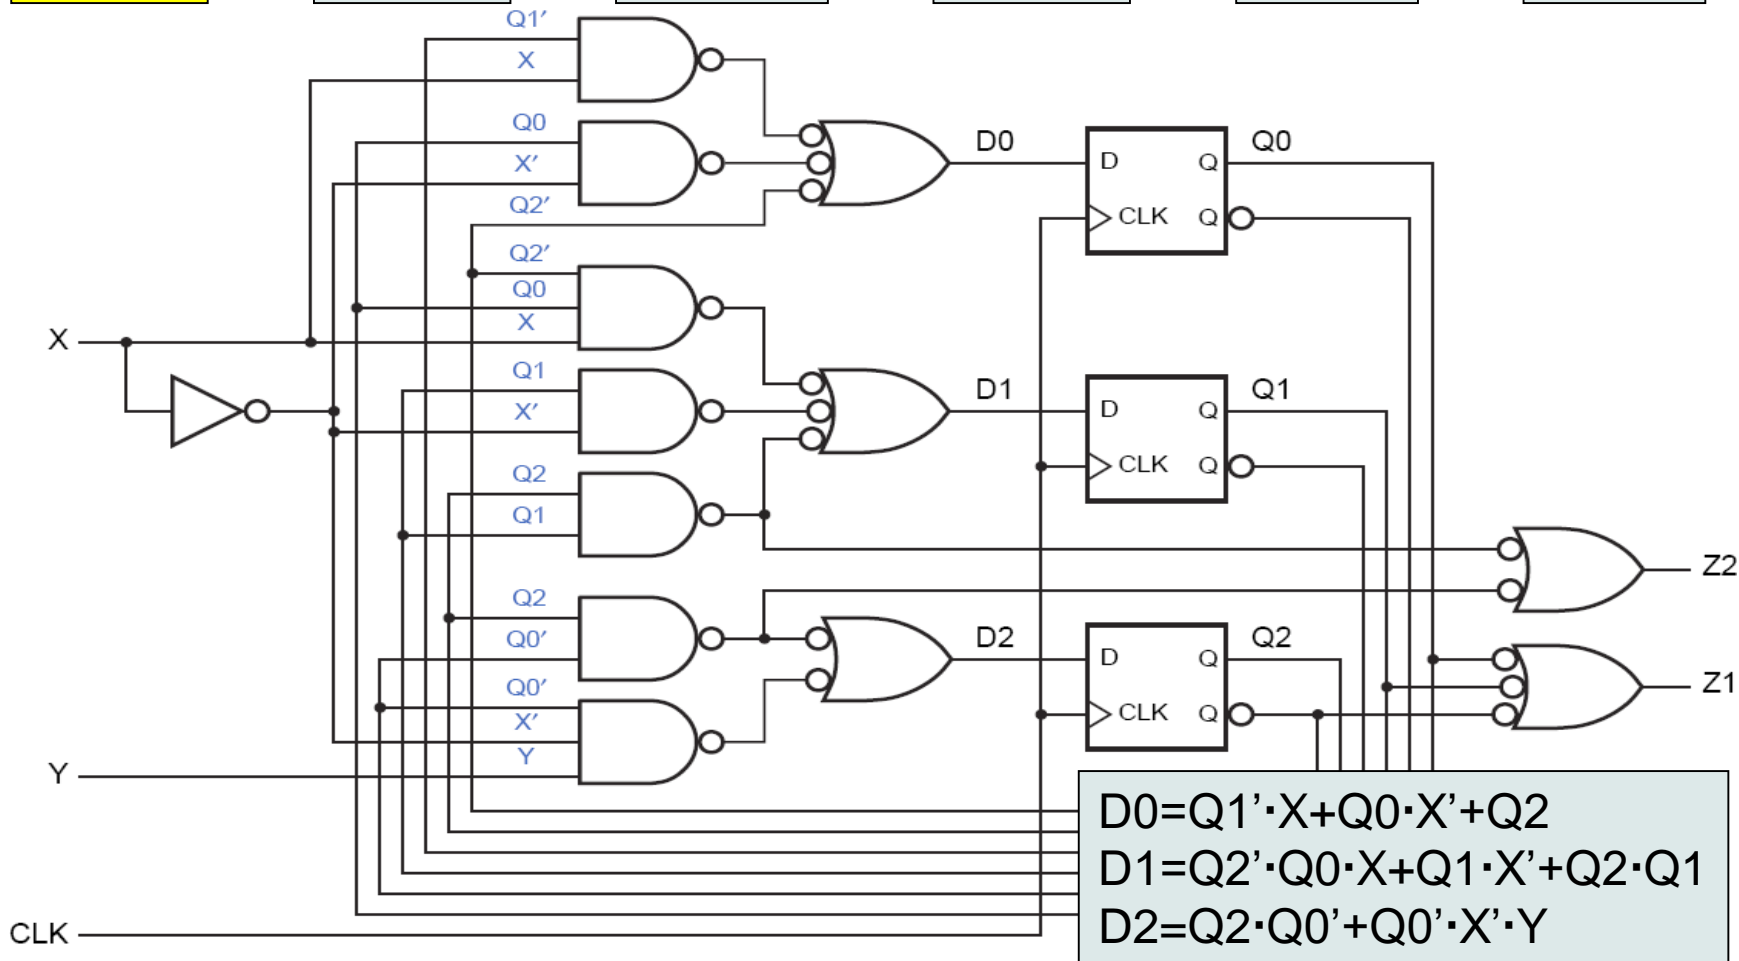 Q1′
X
Q0
X′
Q2′
D0
D Q
CLK Q
Q0
Q2′
Q0
X
X
Q1
X′
D1
D Q
CLK Q
Q1
Q2
Q1
Z2
Q2
Q0′
D2
D Q
CLK Q
Q2
Z1
Q0′
X′
Y
Y
D0=Q1’·X+Q0·X’+Q2
D1=Q2’·Q0·X+Q1·X’+Q2·Q1
D2=Q2·Q0’+Q0’·X’·Y
CLK